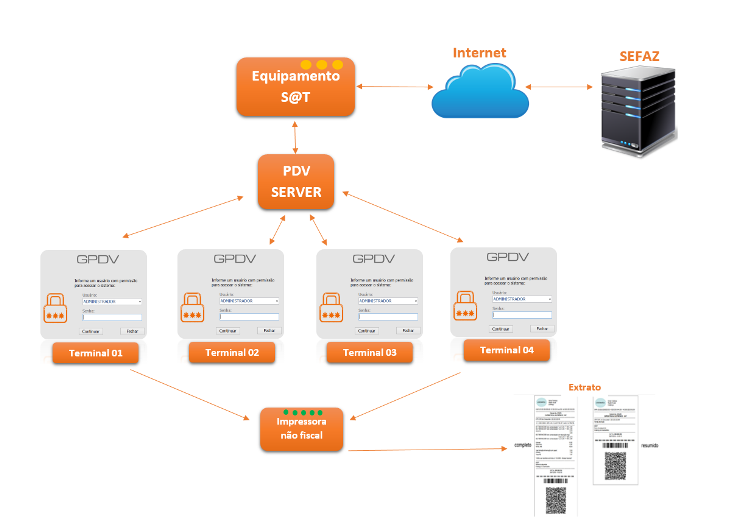 Internet
SEFAZ
Equipamento
S@T
PDV
SERVER
GPDV
Informe um usuário com permissão
para acessar o sistema:
Usuário:
ADMINISTRADOR
Senha:
Continuar
Fechar
Terminal 01
GPDV
Informe um usuário com permissão
para acessar o sistema:
Usuário:
ADMINISTRADOR
Senha:
Continuar
Fechar
Terminal 02
GPDV
Informe um usuário com permissão
para acessar o sistema:
Usuário:
ADMINISTRADOR
Senha:
Continuar
Fechar
Terminal 03
GPDV
Informe um usuário com permissão
para acessar o sistema:
Usuário:
ADMINISTRADOR
Senha:
Continuar
Fechar
Terminal 04
Impressora
não fiscal
Extrato
completo
resumido